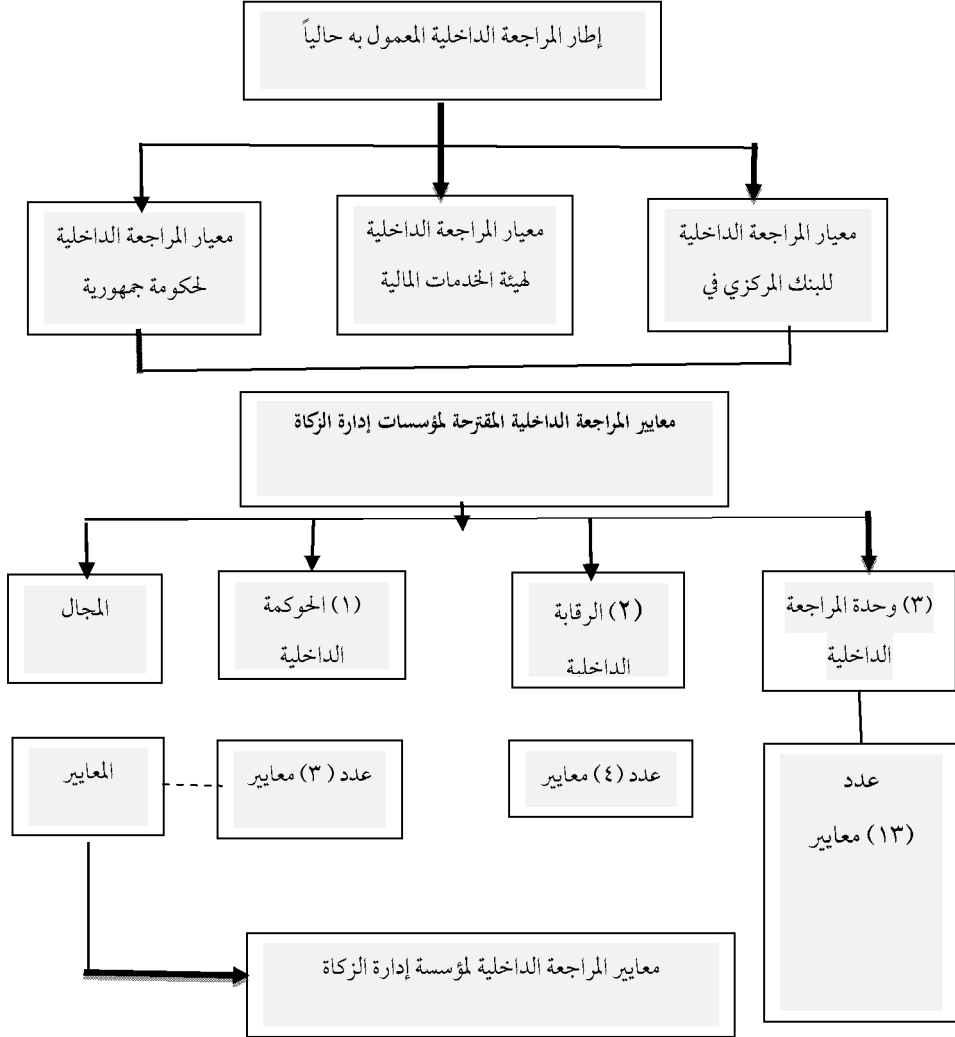 إطار المراجعة الداخلية المعمول به حالياً
معيار المراجعة الداخلية
للبنك المركزي في
معيار المراجعة الداخلية
لهيئة الخدمات المالية
معيار المراجعة الداخلية
لحكومة جمهورية
معايير المراجعة الداخلية المقترحة لمؤسسات إدارة الزكاة
(٣) وحدة المراجعة
الداخلية
(٢) الرقابة
الداخلية
(١) الحوكمة
الداخلية
المجال
عدد
(١٣) معايير
عدد (٤) معايير
عدد (٣) معايير
المعايير
معايير المراجعة الداخلية لمؤسسة إدارة الزكاة